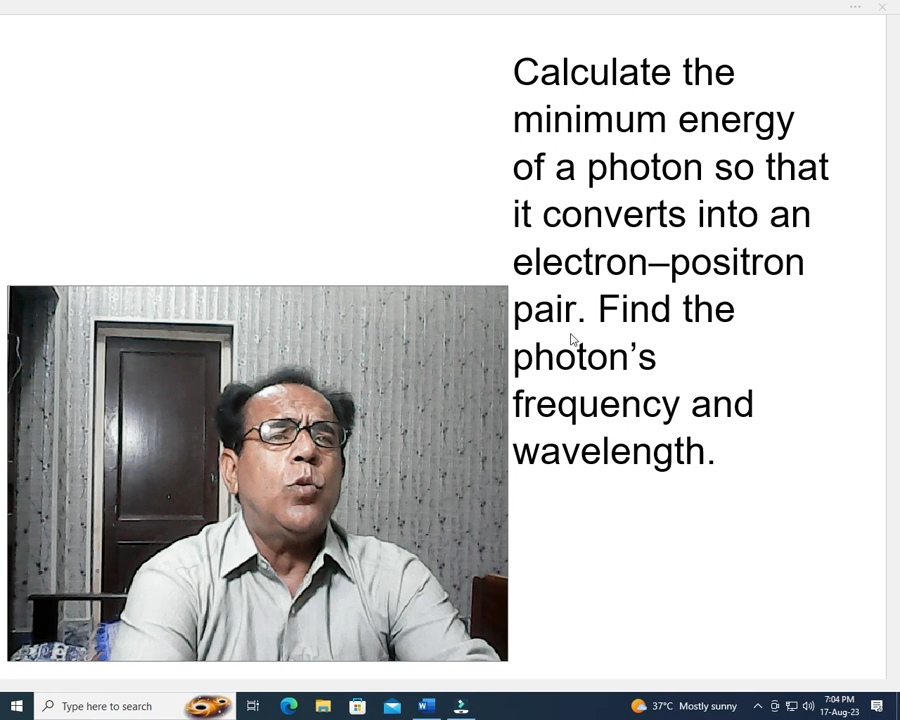 Calculate the
minimum energy
of a photon so that
it converts into an
electron–positron
pair. Find the
photon’s
frequency and
wavelength.
Type here to search
37°C Mostly sunny
7:04 PM
17-Aug-23